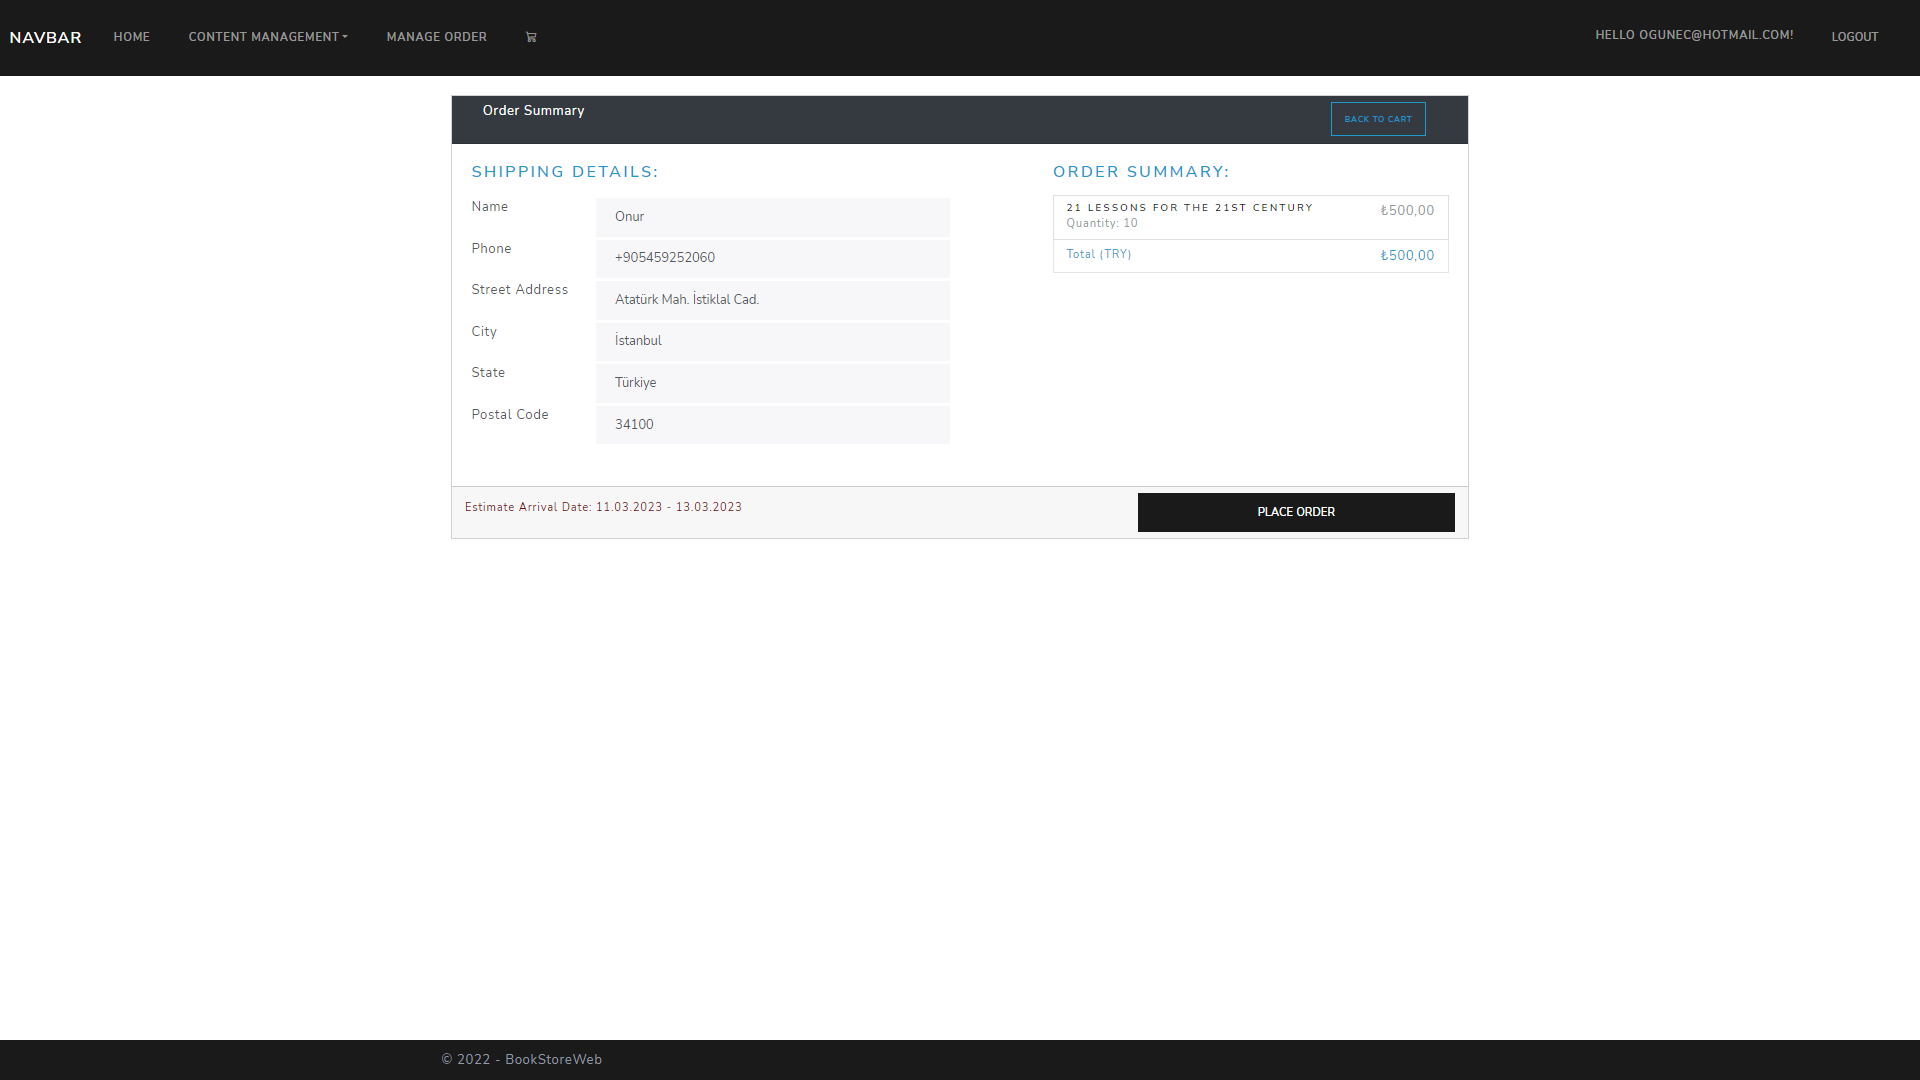 NAVBAR HOME CONTENT MANAGEMENT MANAGE ORDER HELLO OGUNEC@HOTMAIL.COM! LOGOUT
Order Summary BACK TO CART
SHIPPING DETAILS:
Name Onur
Phone +905459252060
Street Address Atatürk Mah. İstiklal Cad.
City İstanbul
State Türkiye
Postal Code 34100
ORDER SUMMARY:
21 LESSONS FOR THE 21ST CENTURY ₺500,00
Quantity: 10
Total (TRY) ₺500,00
Estimate Arrival Date: 11.03.2023 - 13.03.2023 PLACE ORDER
© 2022 - BookStoreWeb